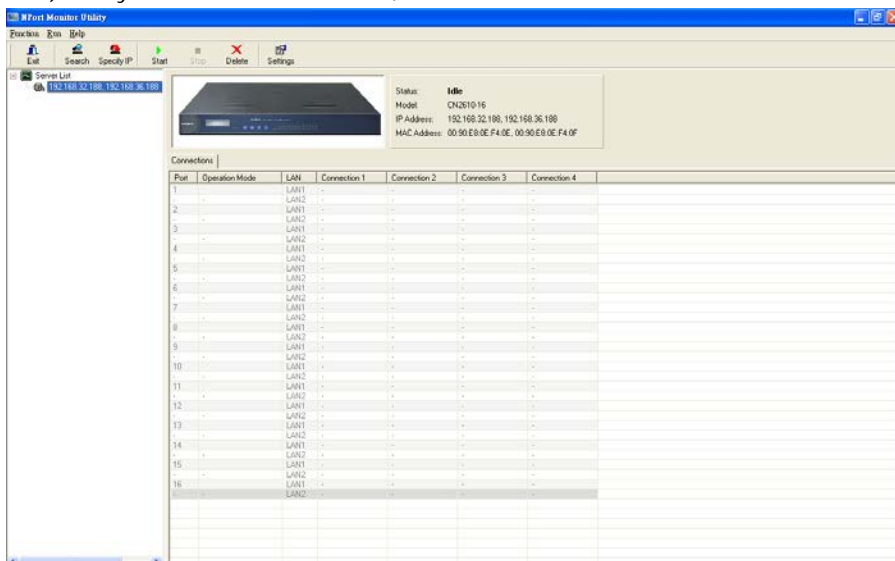 NPort Monitor Utility
Function Run Help
Exit Search Specify IP Start Stop Delete Settings
Server List
192.168.32.188, 192.168.36.188
Status: Idle
Model: CN2610-16
IP Address: 192.168.32.188, 192.168.36.188
MAC Address: 00:90:E8:0E:F4:0E, 00:90:E8:0E:F4:0F
Connections
Port Operation Mode LAN Connection 1 Connection 2 Connection 3 Connection 4
1 LAN1 - - - -
- - LAN2 - - - -
2 LAN1 - - - -
- - LAN2 - - - -
3 LAN1 - - - -
- - LAN2 - - - -
4 LAN1 - - - -
- - LAN2 - - - -
5 LAN1 - - - -
- - LAN2 - - - -
6 LAN1 - - - -
- - LAN2 - - - -
7 LAN1 - - - -
- - LAN2 - - - -
8 LAN1 - - - -
- - LAN2 - - - -
9 LAN1 - - - -
- - LAN2 - - - -
10 LAN1 - - - -
- - LAN2 - - - -
11 LAN1 - - - -
- - LAN2 - - - -
12 LAN1 - - - -
- - LAN2 - - - -
13 LAN1 - - - -
- - LAN2 - - - -
14 LAN1 - - - -
- - LAN2 - - - -
15 LAN1 - - - -
- - LAN2 - - - -
16 LAN1 - - - -
- - LAN2 - - - -